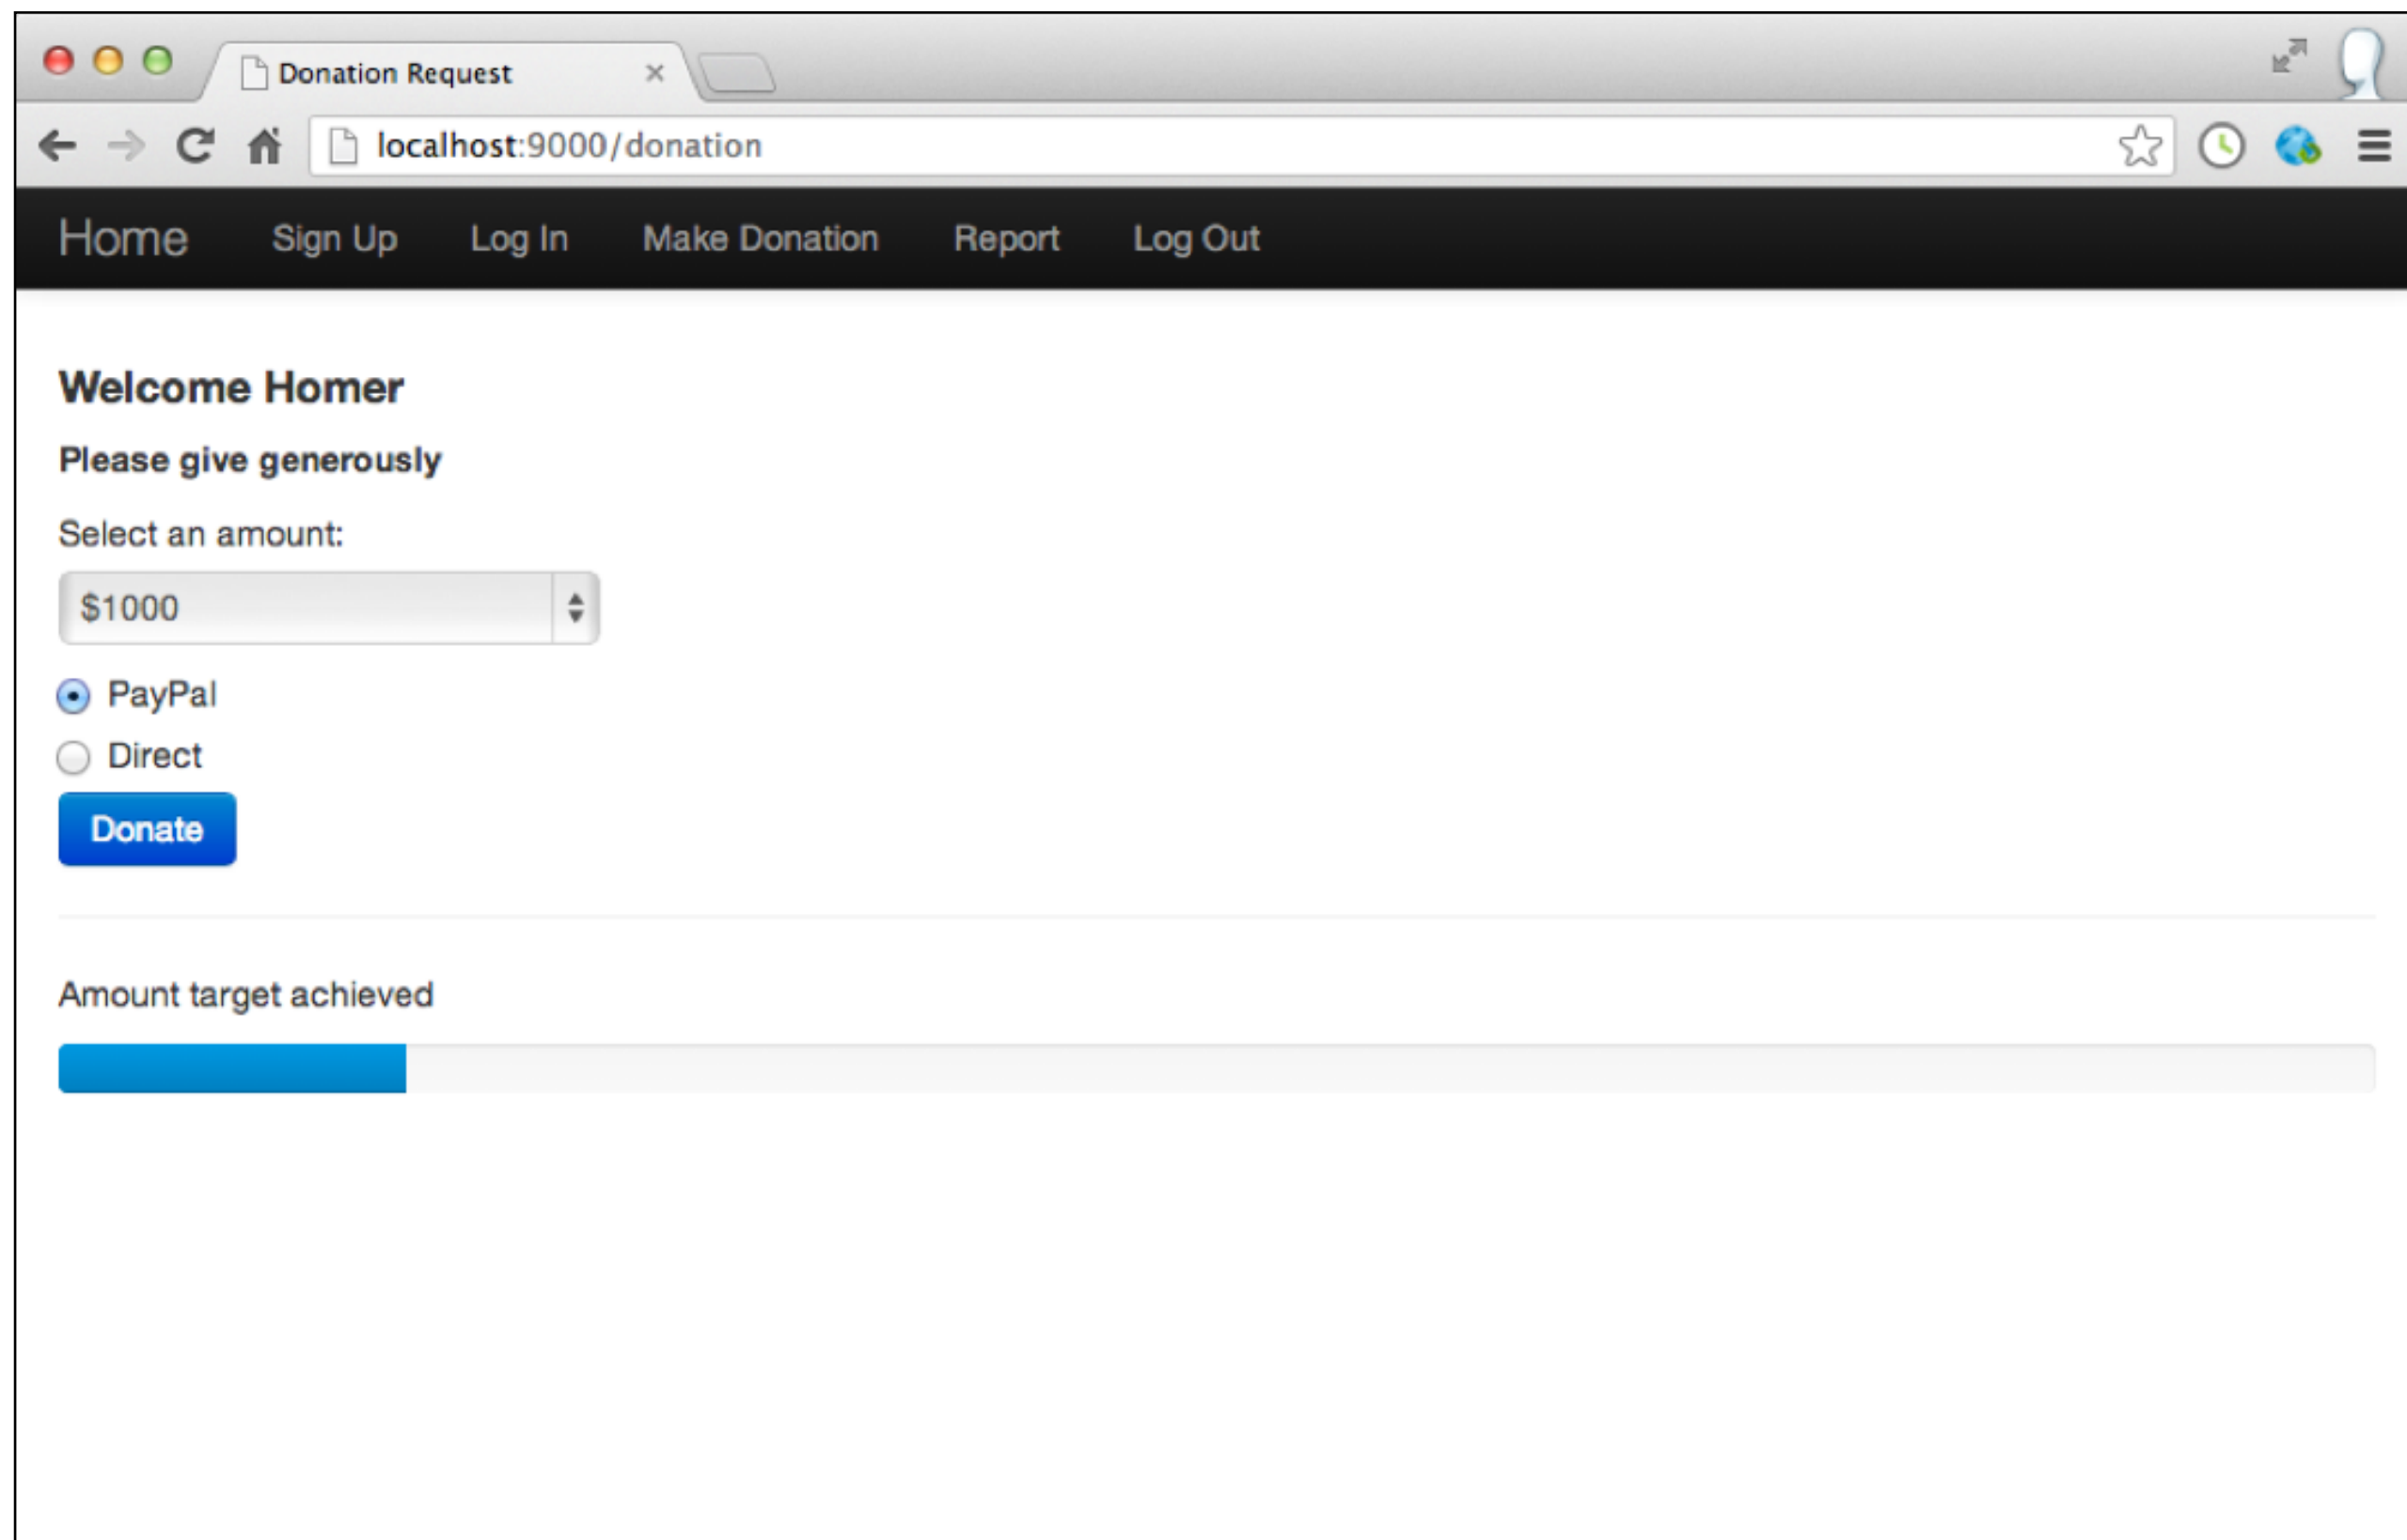 Donation Request
localhost:9000/donation
Home Sign Up Log In Make Donation Report Log Out
Welcome Homer
Please give generously
Select an amount:
$1000
PayPal
Direct
Donate
Amount target achieved